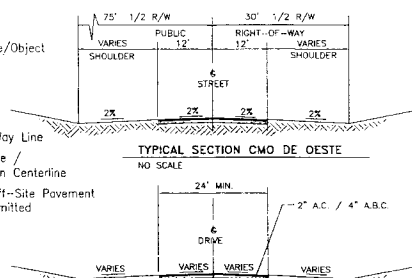 75' 1/2 R/W 30' 1/2 R/W
PUBLIC RIGHT-OF-WAY
VARIES 12' 12' VARIES
SHOULDER SHOULDER
e/Object
STREET
2% 2% 2% 2%
Way Line
TYPICAL SECTION CMO DE OESTE
NO SCALE
e /
n Centerline
ff-Site Pavement
mitted
24' MIN.
2" A.C. / 4" A.B.C.
DRIVE
VARIES VARIES VARIES VARIES